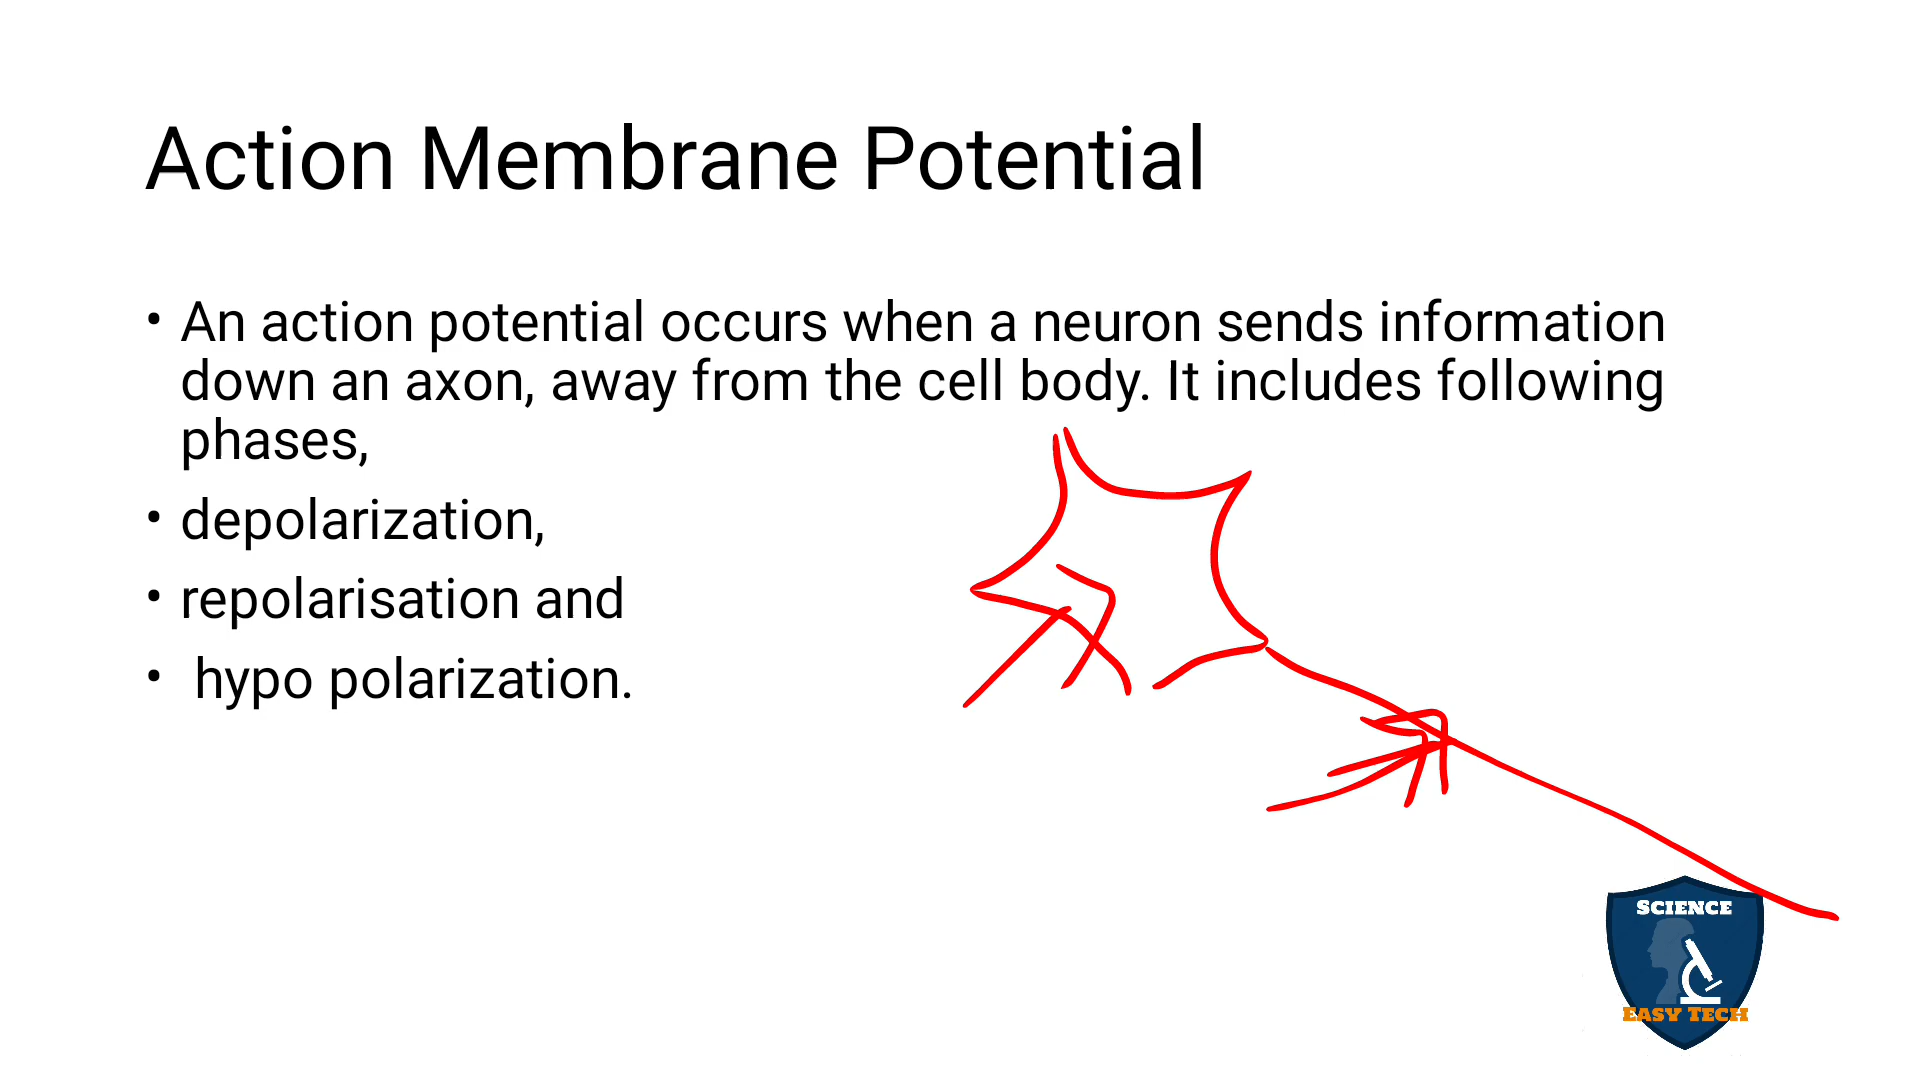 Action Membrane Potential
• An action potential occurs when a neuron sends information
down an axon, away from the cell body. It includes following
phases,
• depolarization,
• repolarisation and
• hypo polarization.
SCIENCE
EASY TECH